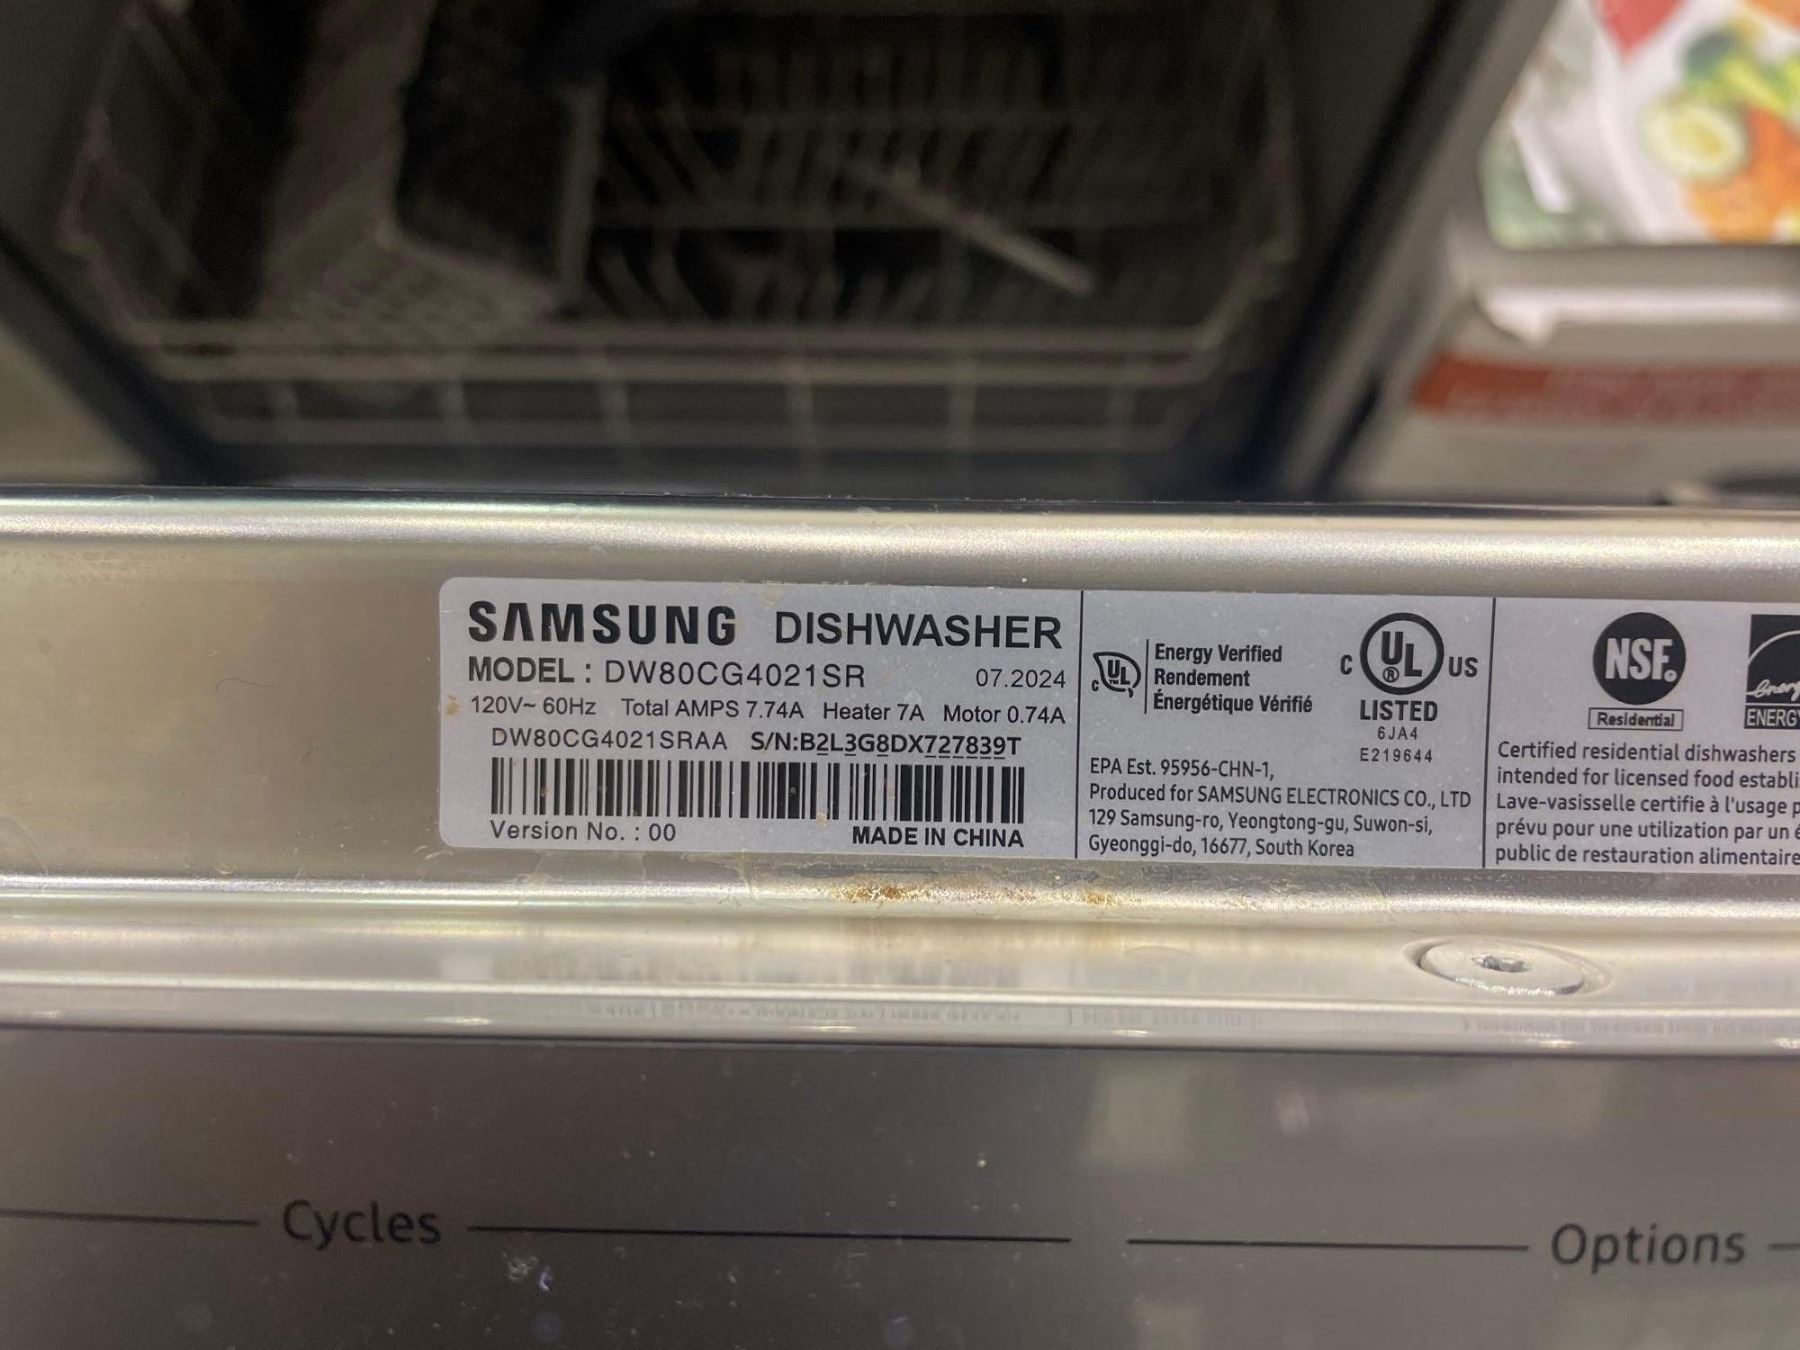 SAMSUNG DISHWASHER
MODEL : DW80CG4021SR 07.2024
120V~ 60Hz Total AMPS 7.74A Heater 7A Motor 0.74A
DW80CG4021SRAA S/N:B2L3G8DX727839T
Version No. : 00 MADE IN CHINA
UL
Energy Verified
Rendement
Énergétique Vérifié
C UL US
LISTED
6JA4
E219644
EPA Est. 95956-CHN-1,
Produced for SAMSUNG ELECTRONICS CO., LTD
129 Samsung-ro, Yeongtong-gu, Suwon-si,
Gyeonggi-do, 16677, South Korea
NSF®
Residential
ENERGY
Certified residential dishwashers
intended for licensed food establi
Lave-vasisselle certifie à l'usage p
prévu pour une utilization par un é
public de restauration alimentaire
Cycles
Options